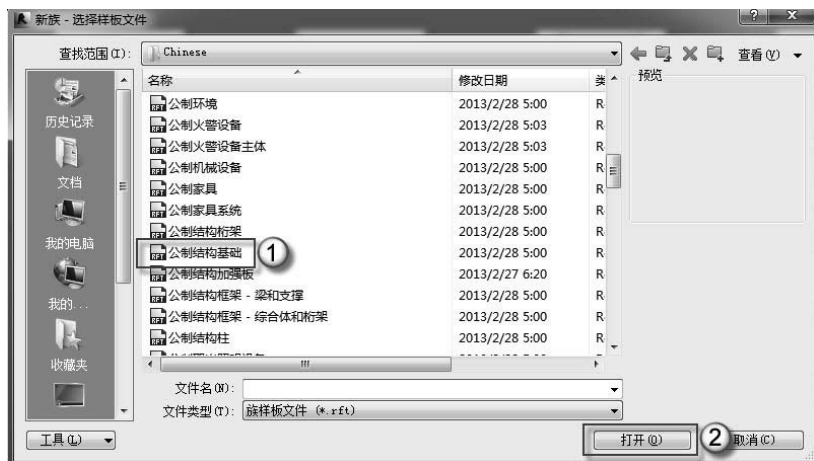 新族 - 选择样板文件
查找范围(I): Chinese 查看(V)
名称 修改日期 类 预览
公制环境 2013/2/28 5:00 R
公制火警设备 2013/2/28 5:03 R
公制火警设备主体 2013/2/28 5:03 R
公制机械设备 2013/2/28 5:00 R
公制家具 2013/2/28 5:00 R
公制家具系统 2013/2/28 5:00 R
公制结构桁架 2013/2/28 5:00 R
公制结构基础 ① 2013/2/28 5:00 R
公制结构加强板 2013/2/27 6:20 R
公制结构框架 - 梁和支撑 2013/2/28 5:00 R
公制结构框架 - 综合体和桁架 2013/2/28 5:00 R
公制结构柱 2013/2/28 5:00 R
历史记录
文档
我的电脑
我的...
收藏夹
文件名(N):
文件类型(T): 族样板文件 (*.rft)
工具(L) 打开(O) ② 取消(C)